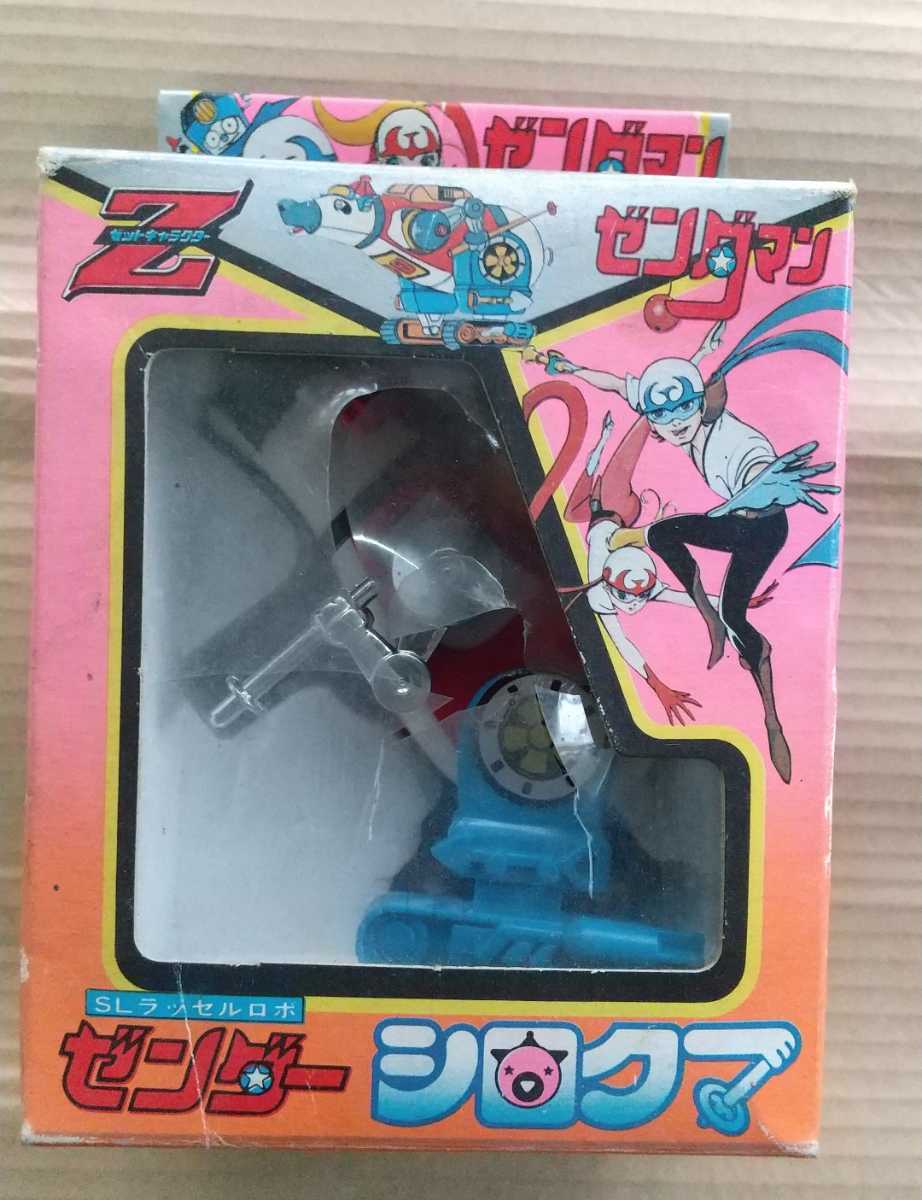 ゼンダマン
Z
ゼットキャラクター
ゼンダマン
SLラッセルロボ
ゼンダー
シロクマ